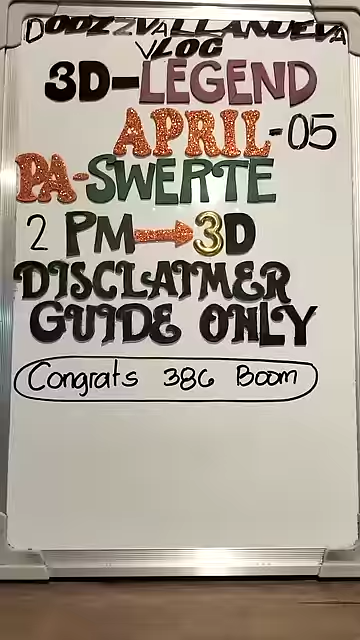 DODZZVALLANUEVA
VLOG
3D-LEGEND
APRIL-05
PA-SWERTE
2 PM→3D
DISCLAIMER
GUIDE ONLY
Congrats 386 Boom